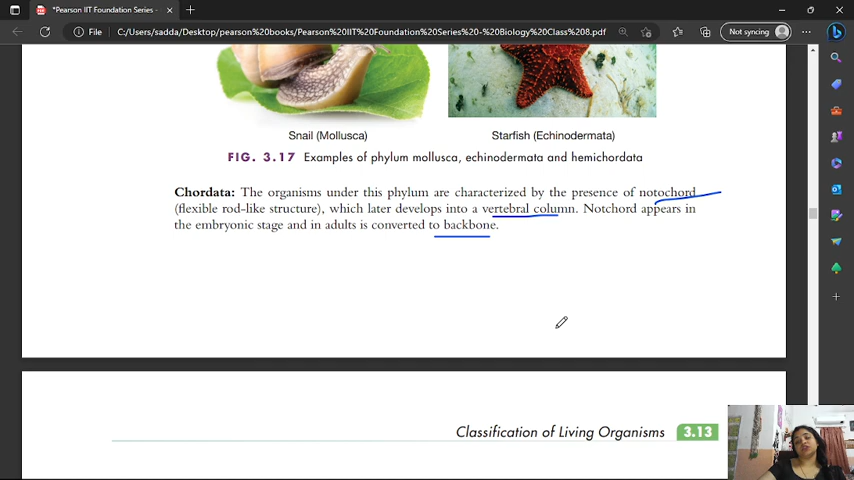 *Pearson IIT Foundation Series -
File
C:/Users/sadda/Desktop/pearson%20books/Pearson%20IIT%20Foundation%20Series%20-%20Biology%20Class%208.pdf
Not syncing
Snail (Mollusca)
Starfish (Echinodermata)
FIG. 3.17 Examples of phylum mollusca, echinodermata and hemichordata
Chordata: The organisms under this phylum are characterized by the presence of notochord
(flexible rod-like structure), which later develops into a vertebral column. Notchord appears in
the embryonic stage and in adults is converted to backbone.
Classification of Living Organisms 3.13